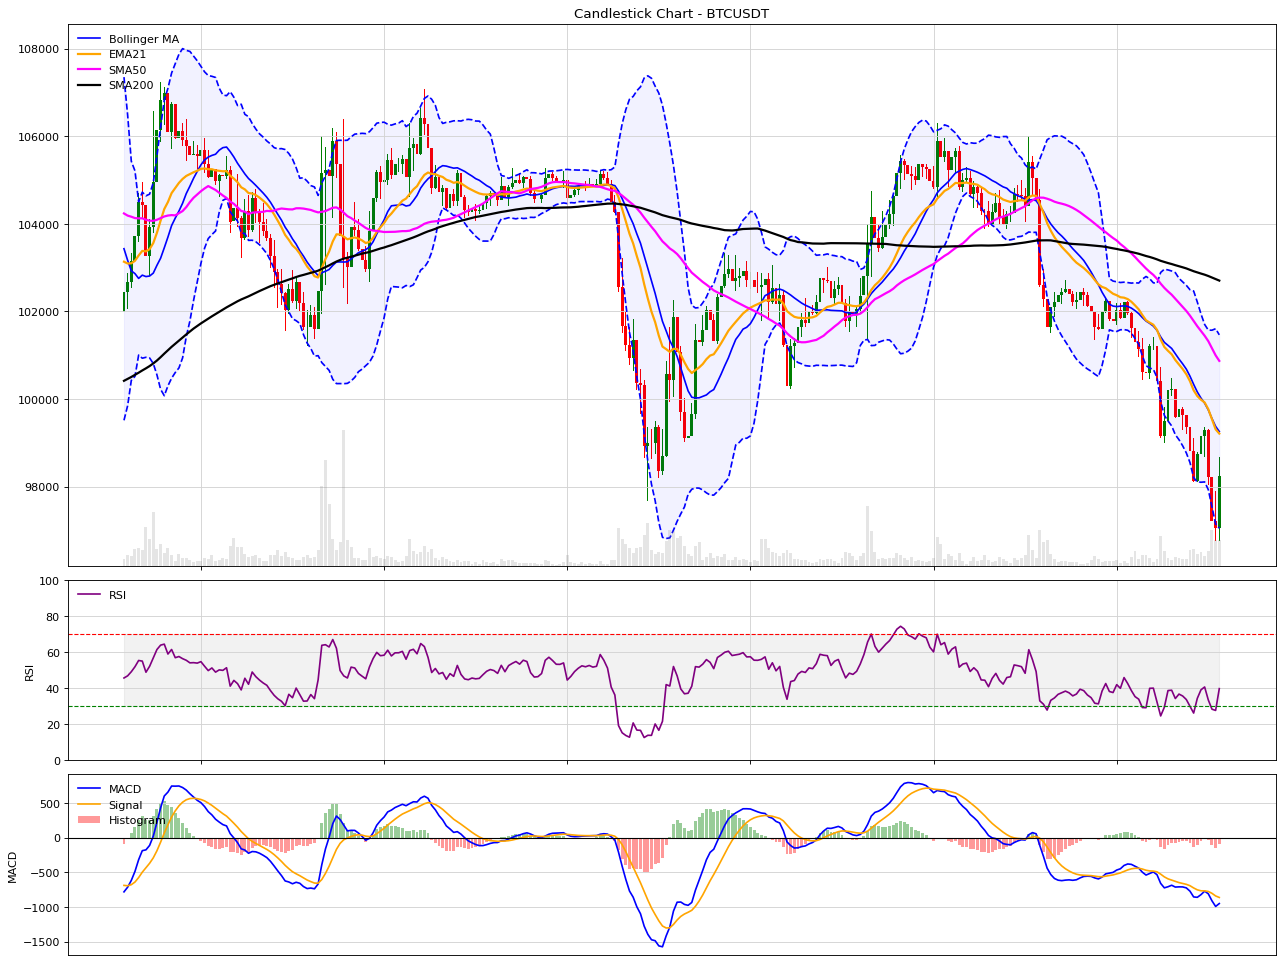 Candlestick Chart - BTCUSDT
Bollinger MA
EMA21
SMA50
SMA200
108000
106000
104000
102000
100000
98000
RSI
100
80
60
40
20
0
RSI
MACD
Signal
Histogram
500
0
−500
−1000
−1500
MACD